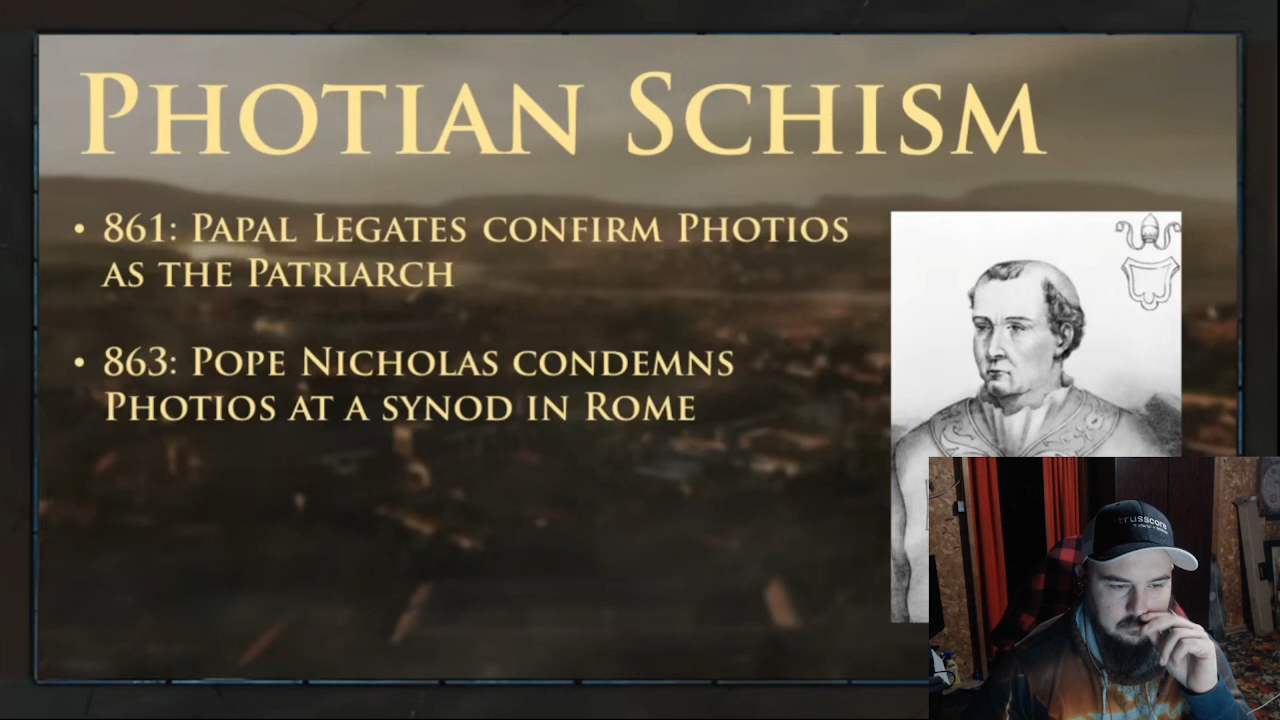 PHOTIAN SCHISM
• 861: PAPAL LEGATES CONFIRM PHOTIOS
AS THE PATRIARCH
• 863: POPE NICHOLAS CONDEMNS
PHOTIOS AT A SYNOD IN ROME
trusscore